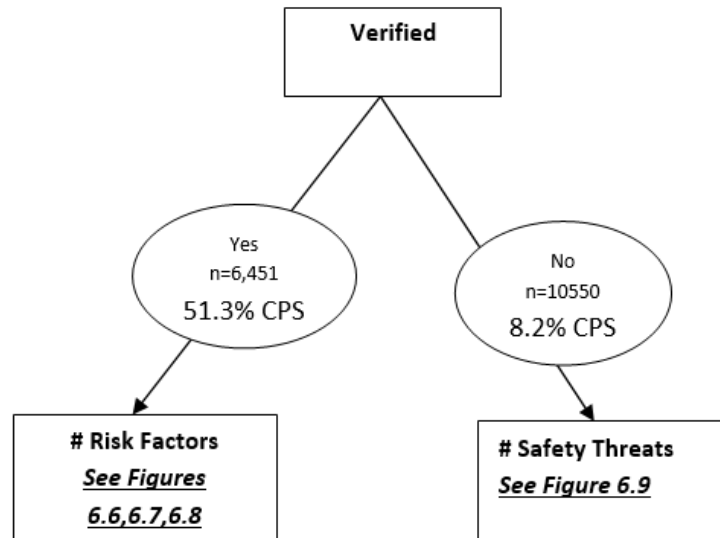 Verified
Yes
n=6,451
51.3% CPS
No
n=10550
8.2% CPS
# Risk Factors
See Figures
6.6,6.7,6.8
# Safety Threats
See Figure 6.9